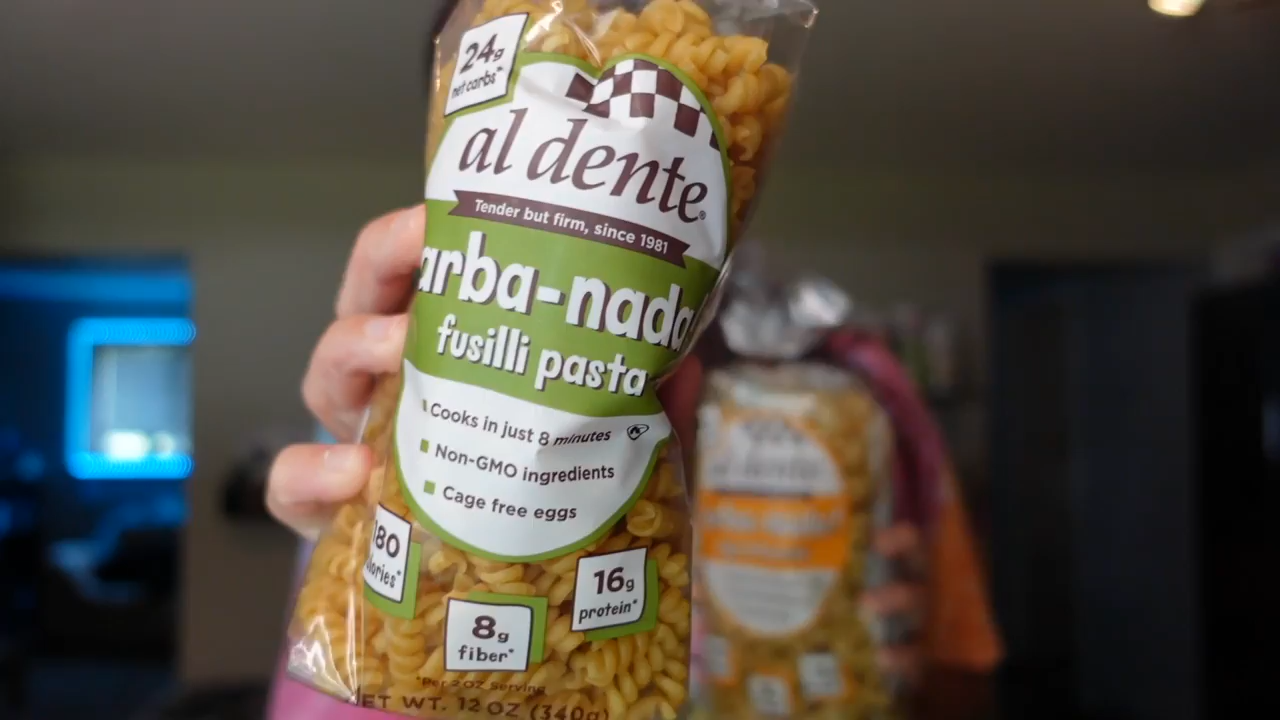 24g
net carbs*
al dente®
Tender but firm, since 1981
arba-nada
fusilli pasta
Cooks in just 8 minutes
Non-GMO ingredients
Cage free eggs
180
lories*
16g
protein*
8g
fiber*
*Per 2 OZ Serving
ET WT. 12 OZ (340g)
al dente